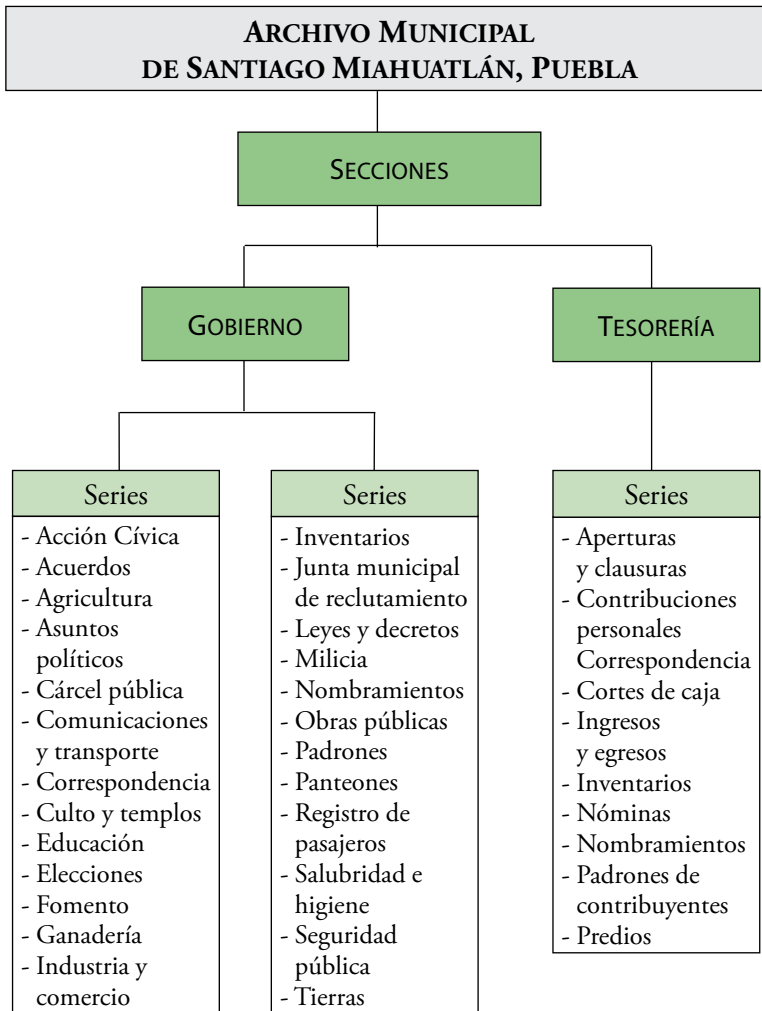 ARCHIVO MUNICIPAL
DE SANTIAGO MIAHUATLÁN, PUEBLA
SECCIONES
GOBIERNO
TESORERÍA
Series
- Acción Cívica
- Acuerdos
- Agricultura
- Asuntos
políticos
- Cárcel pública
- Comunicaciones
y transporte
- Correspondencia
- Culto y templos
- Educación
- Elecciones
- Fomento
- Ganadería
- Industria y
comercio
Series
- Inventarios
- Junta municipal
de reclutamiento
- Leyes y decretos
- Milicia
- Nombramientos
- Obras públicas
- Padrones
- Panteones
- Registro de
pasajeros
- Salubridad e
higiene
- Seguridad
pública
- Tierras
Series
- Aperturas
y clausuras
- Contribuciones
personales
Correspondencia
- Cortes de caja
- Ingresos
y egresos
- Inventarios
- Nóminas
- Nombramientos
- Padrones de
contribuyentes
- Predios